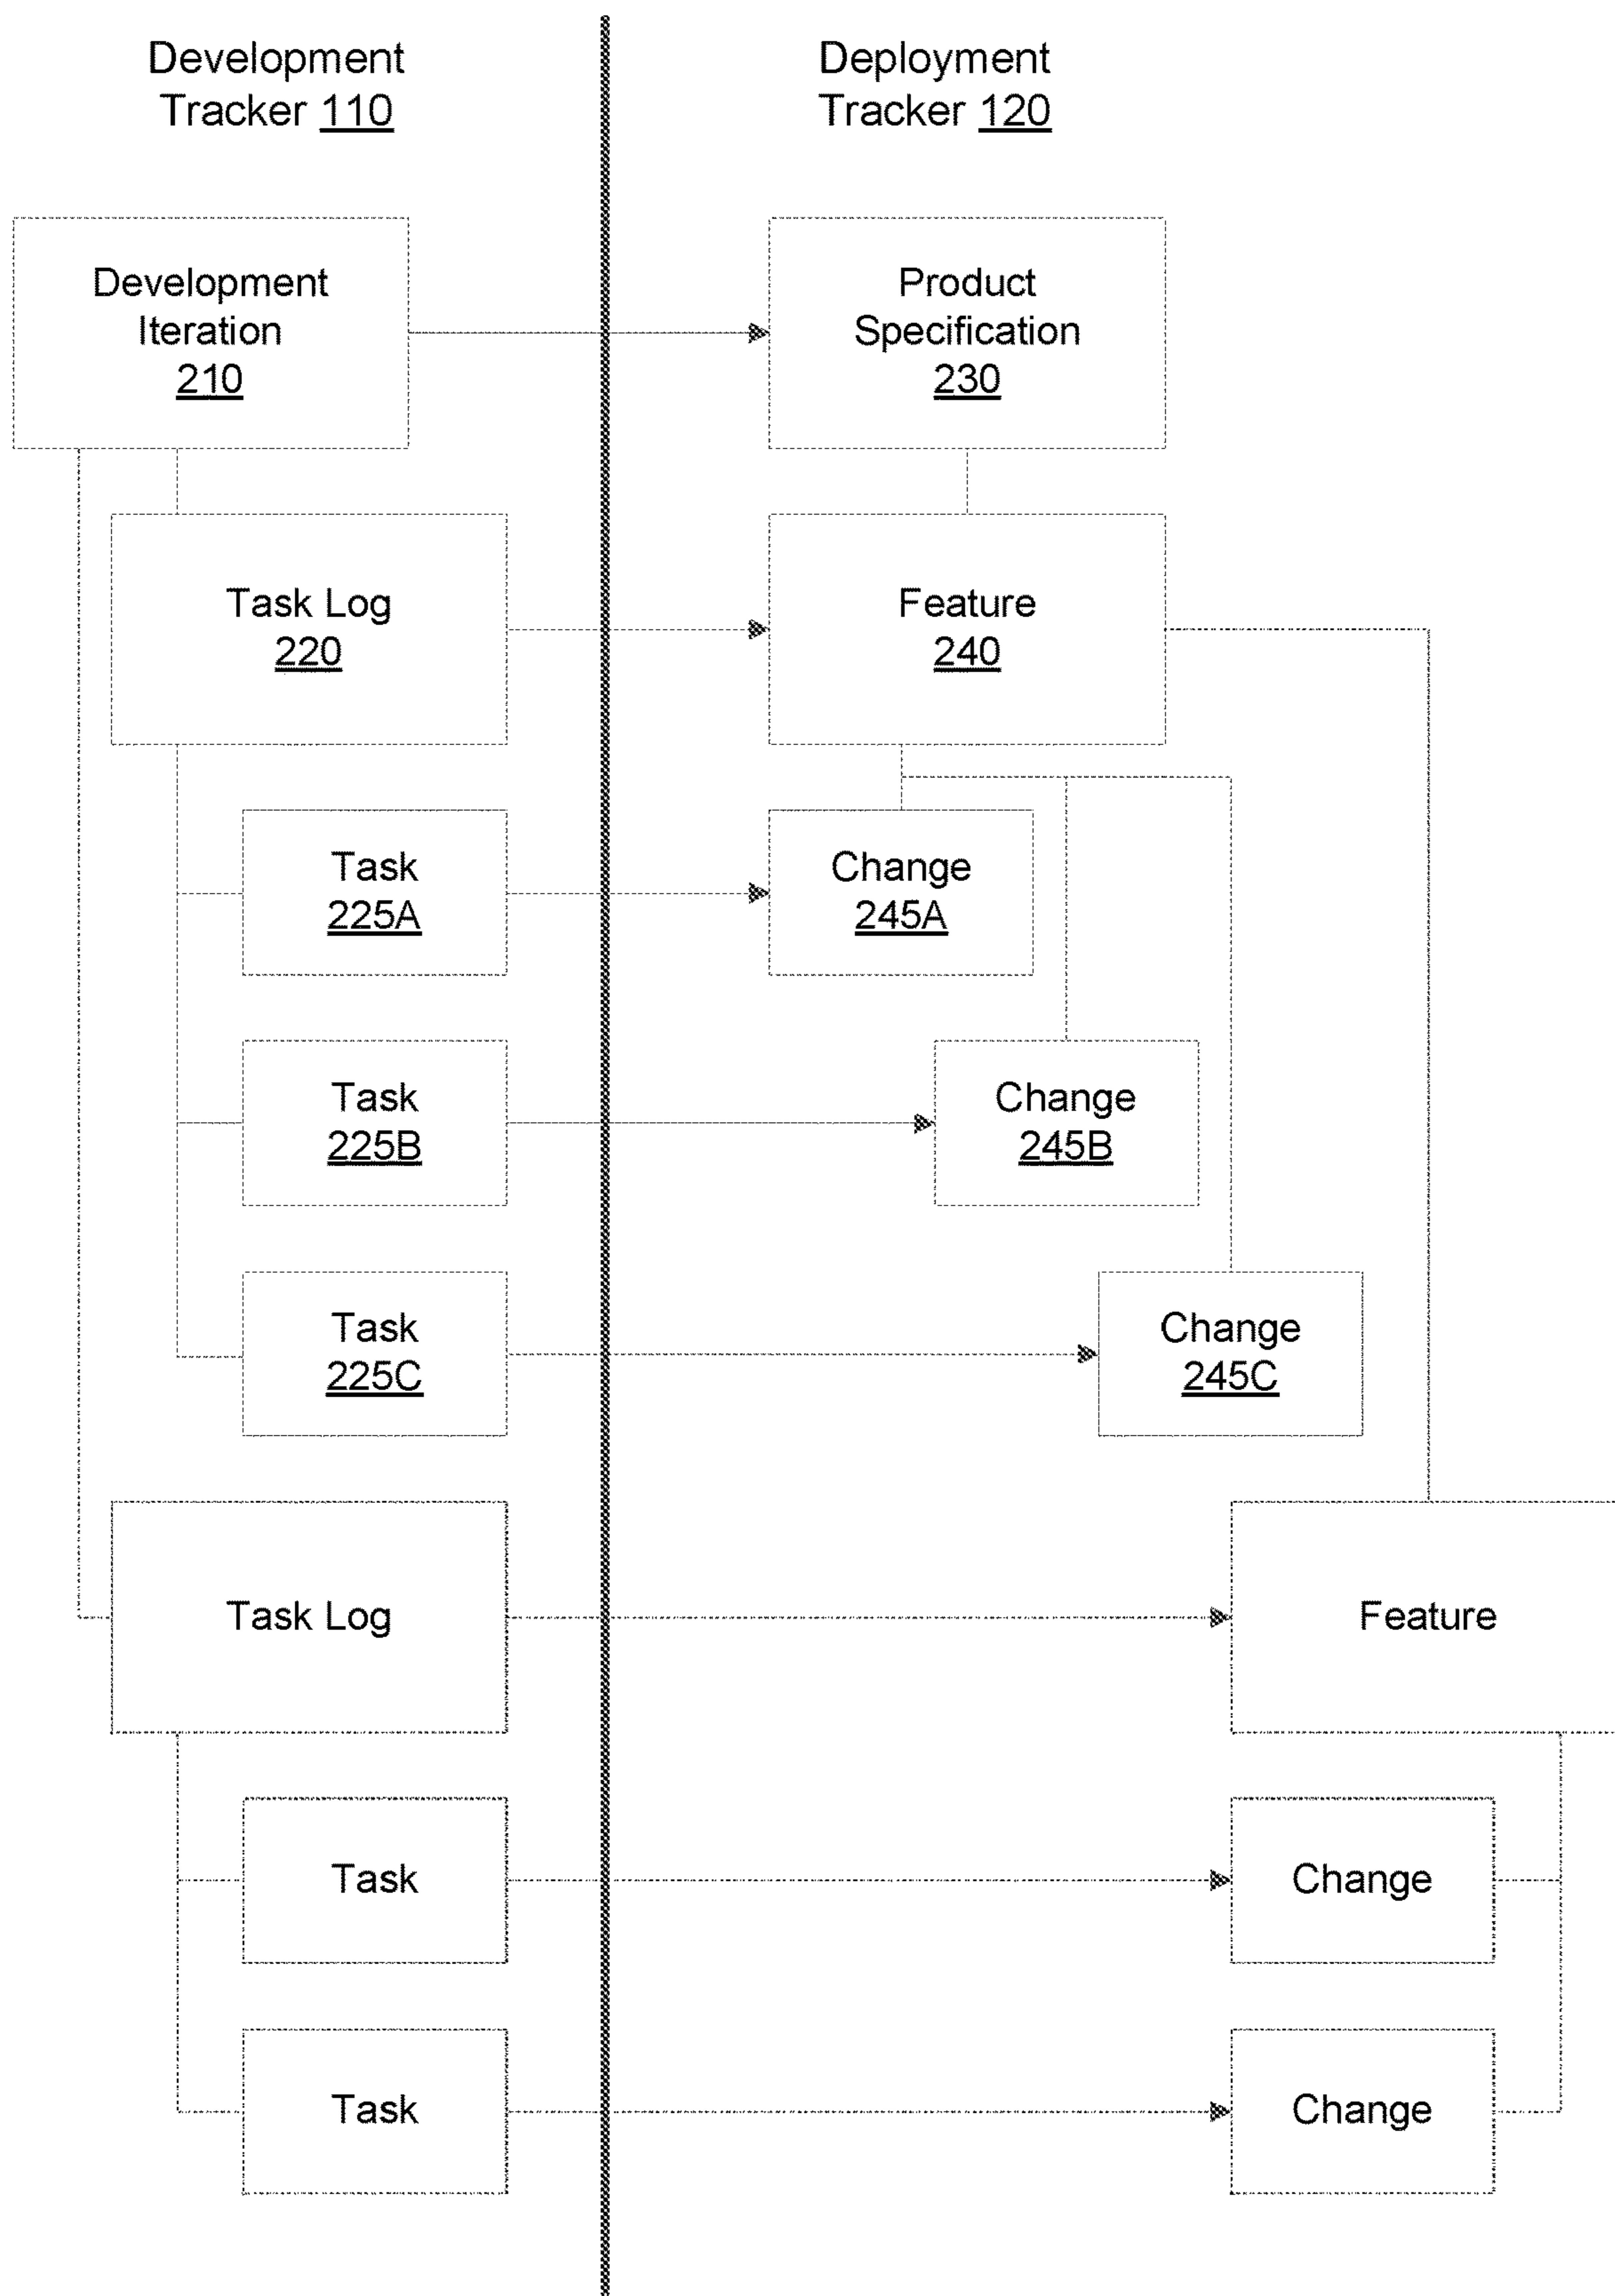 Development
Tracker 110
Deployment
Tracker 120
Development
Iteration
210
Product
Specification
230
Task Log
220
Feature
240
Task
225A
Change
245A
Task
225B
Change
245B
Task
225C
Change
245C
Task Log
Feature
Task
Change
Task
Change